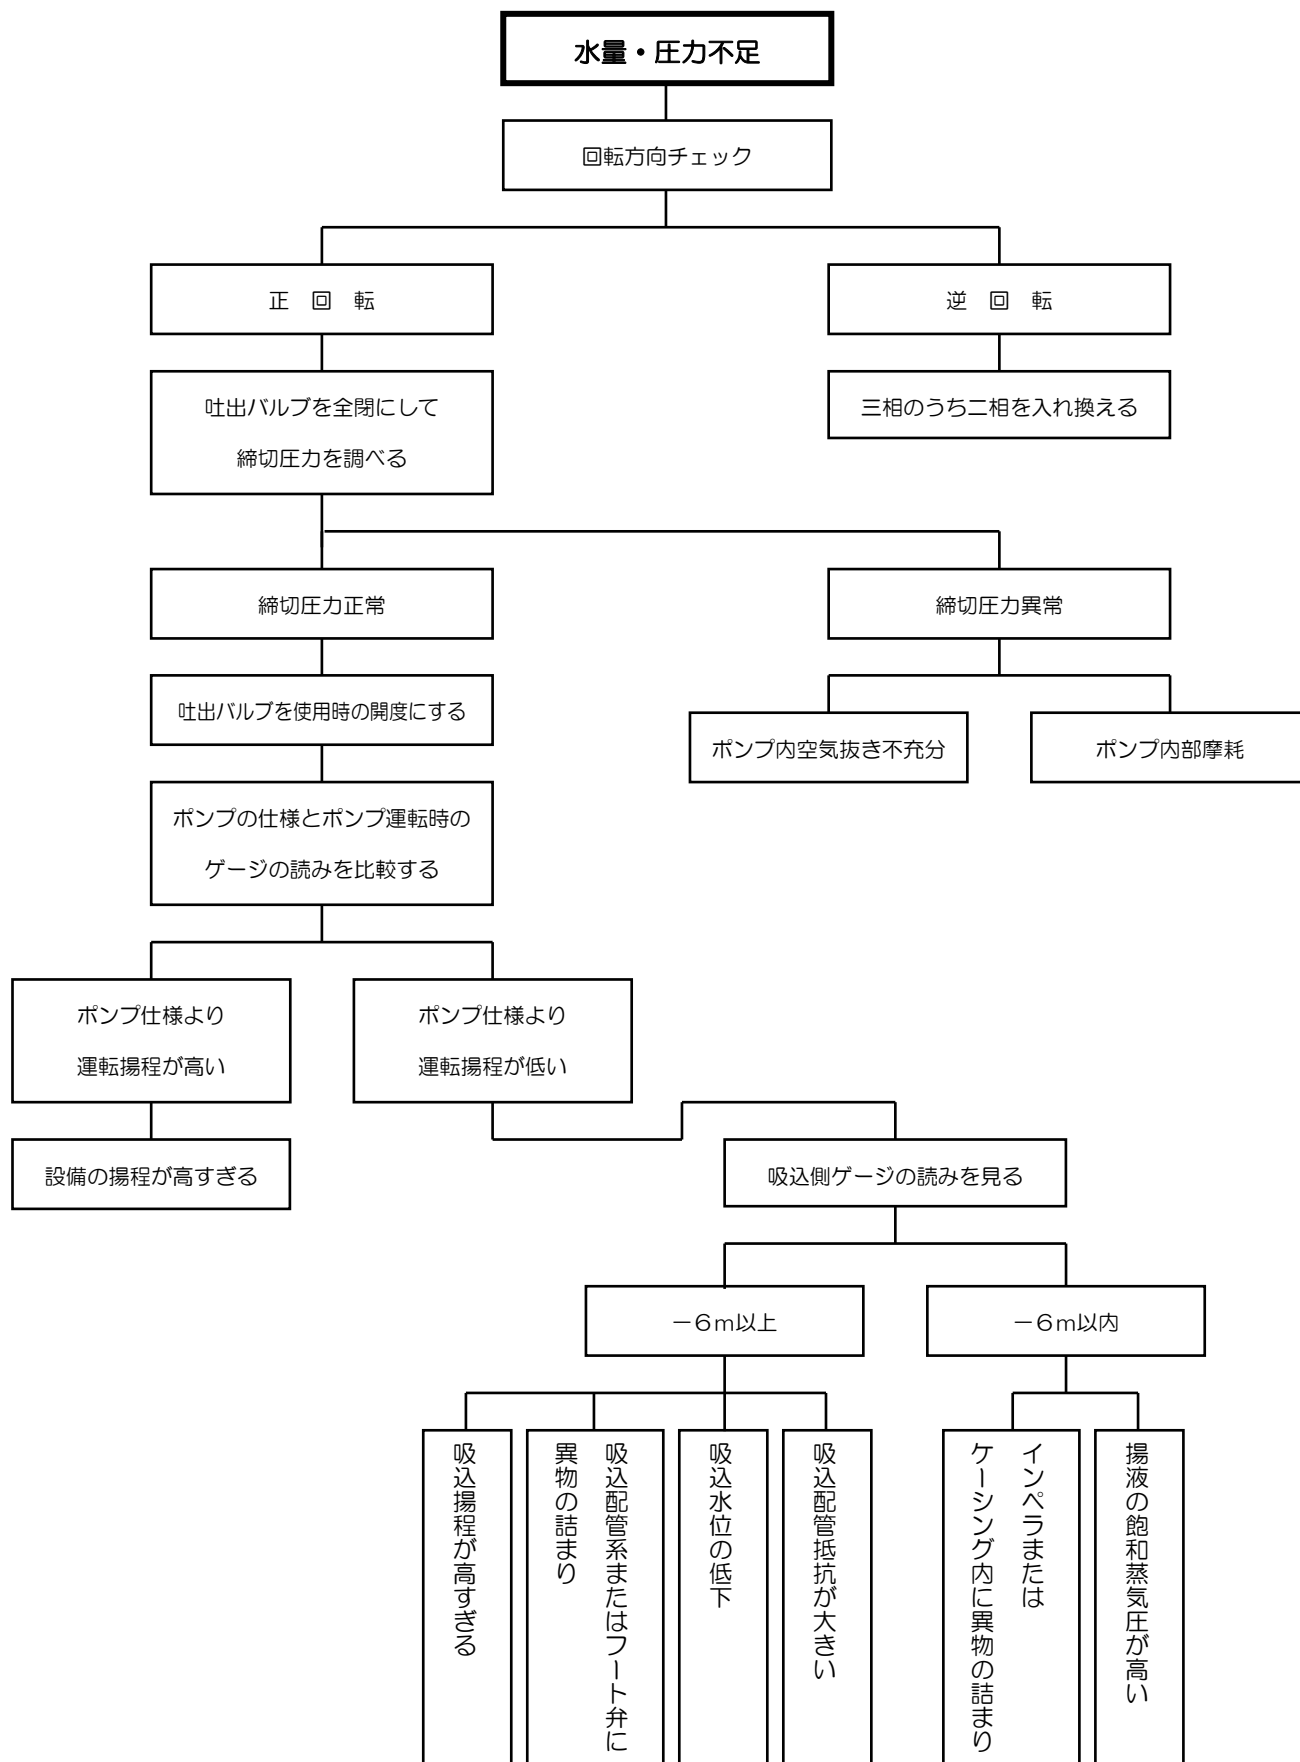 水量・圧力不足
回転方向チェック
正　回　転
逆　回　転
吐出バルブを全閉にして
締切圧力を調べる
三相のうち二相を入れ換える
締切圧力正常
締切圧力異常
吐出バルブを使用時の開度にする
ポンプ内空気抜き不充分
ポンプ内部摩耗
ポンプの仕様とポンプ運転時の
ゲージの読みを比較する
ポンプ仕様より
運転揚程が高い
ポンプ仕様より
運転揚程が低い
設備の揚程が高すぎる
吸込側ゲージの読みを見る
－６ｍ以上
－６ｍ以内
吸込揚程が高すぎる
吸込配管系またはフート弁に
異物の詰まり
吸込水位の低下
吸込配管抵抗が大きい
インペラまたは
ケーシング内に異物の詰まり
揚液の飽和蒸気圧が高い